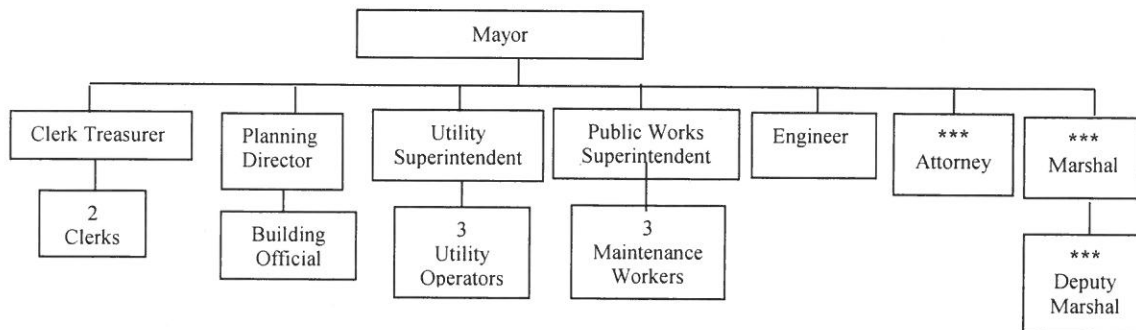 Mayor
Clerk Treasurer
2
Clerks
Planning
Director
Building
Official
Utility
Superintendent
3
Utility
Operators
Public Works
Superintendent
3
Maintenance
Workers
Engineer
***
Attorney
***
Marshal
***
Deputy
Marshal